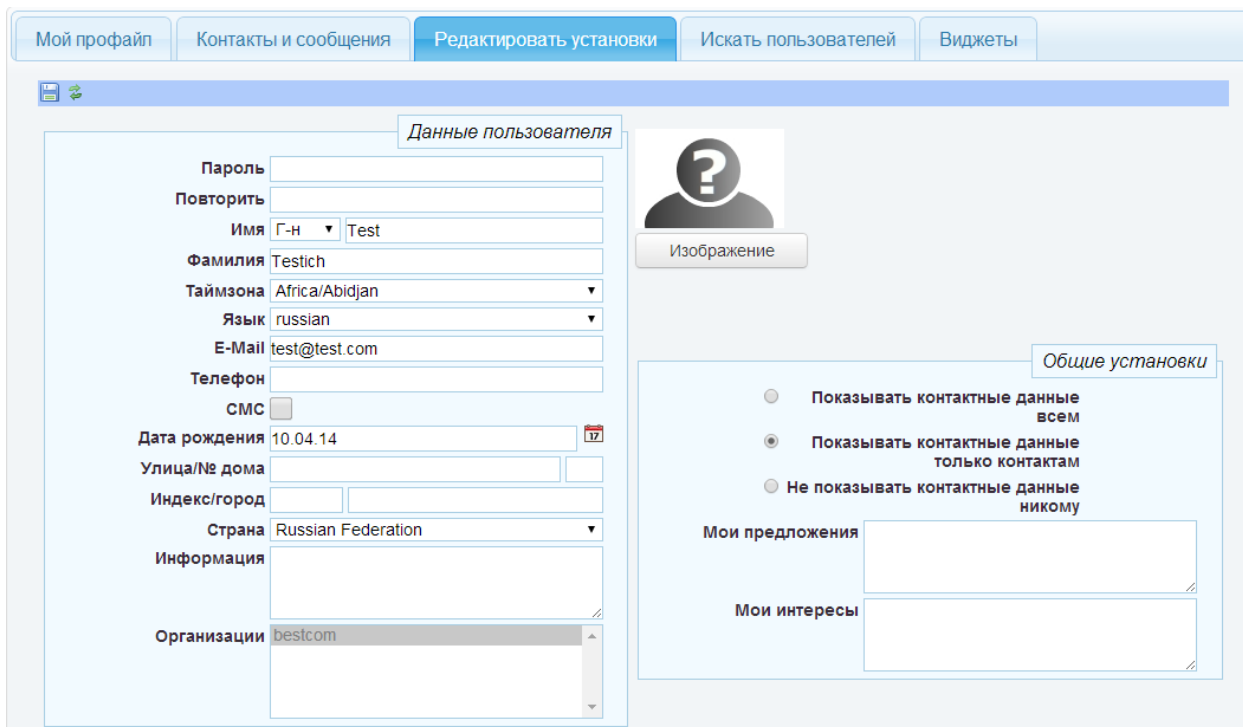 Мой профайл
Контакты и сообщения
Редактировать установки
Искать пользователей
Виджеты
Данные пользователя
Пароль
Повторить
Имя Г-н Test
Фамилия Testich
Таймзона Africa/Abidjan
Язык russian
E-Mail test@test.com
Телефон
СМС
Дата рождения 10.04.14 17
Улица/№ дома
Индекс/город
Страна Russian Federation
Информация
Организации bestcom
?
Изображение
Общие установки
Показывать контактные данные
всем
Показывать контактные данные
только контактам
Не показывать контактные данные
никому
Мои предложения
Мои интересы